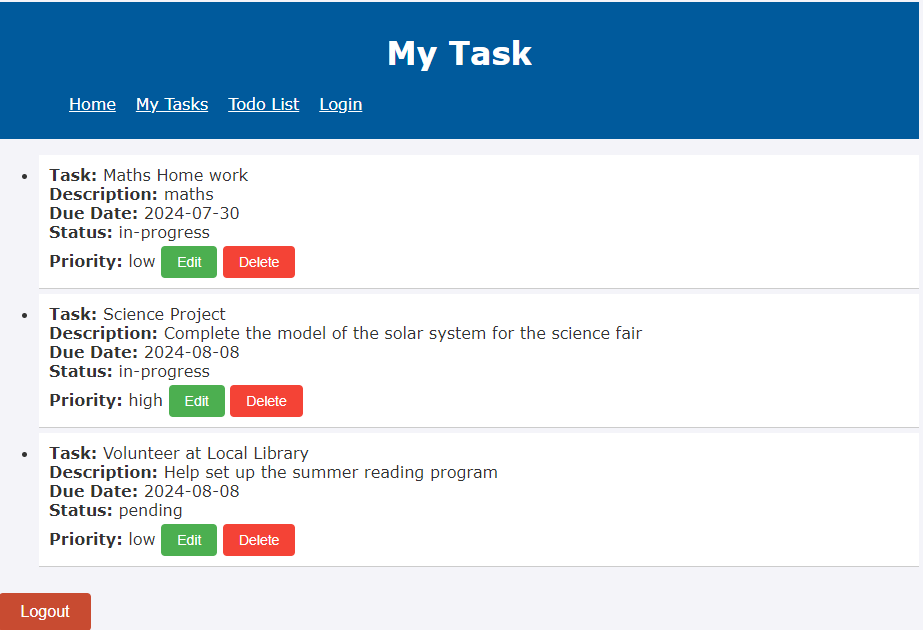 My Task
Home My Tasks Todo List Login
Task: Maths Home work
Description: maths
Due Date: 2024-07-30
Status: in-progress
Priority: low Edit Delete
Task: Science Project
Description: Complete the model of the solar system for the science fair
Due Date: 2024-08-08
Status: in-progress
Priority: high Edit Delete
Task: Volunteer at Local Library
Description: Help set up the summer reading program
Due Date: 2024-08-08
Status: pending
Priority: low Edit Delete
Logout